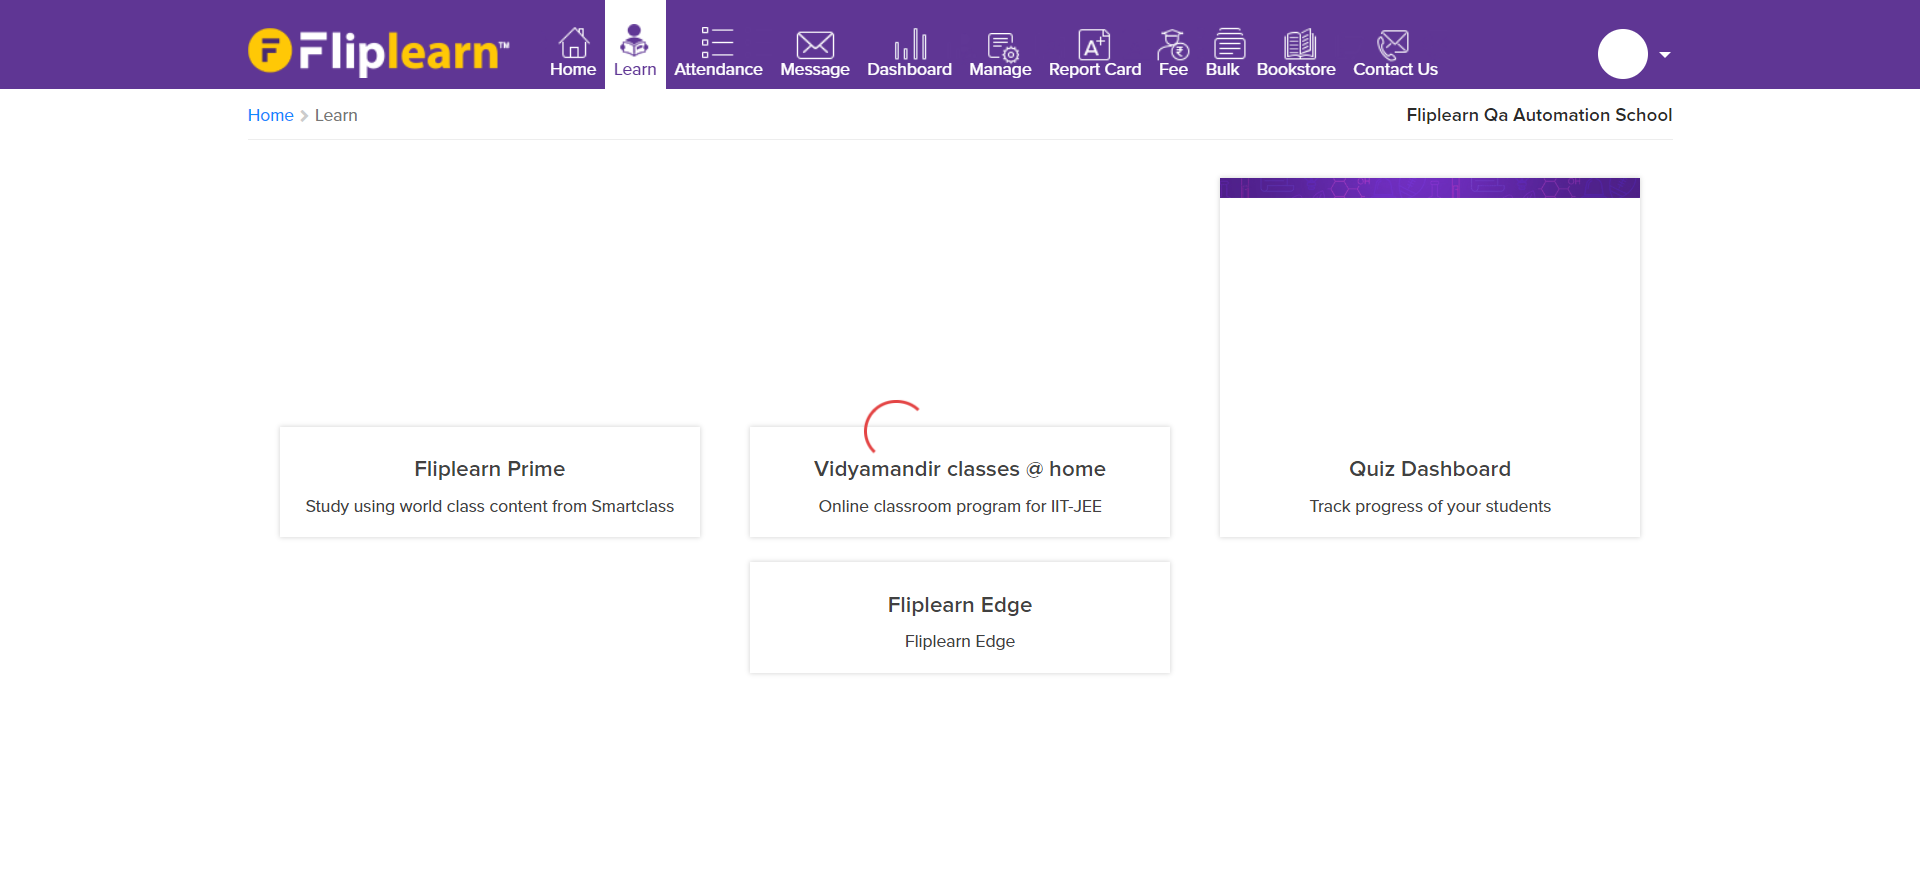 Fliplearn™
Home Learn Attendance Message Dashboard Manage Report Card Fee Bulk Bookstore Contact Us
Home Learn
Fliplearn Qa Automation School
Fliplearn Prime
Study using world class content from Smartclass
Vidyamandir classes @ home
Online classroom program for IIT-JEE
Quiz Dashboard
Track progress of your students
Fliplearn Edge
Fliplearn Edge